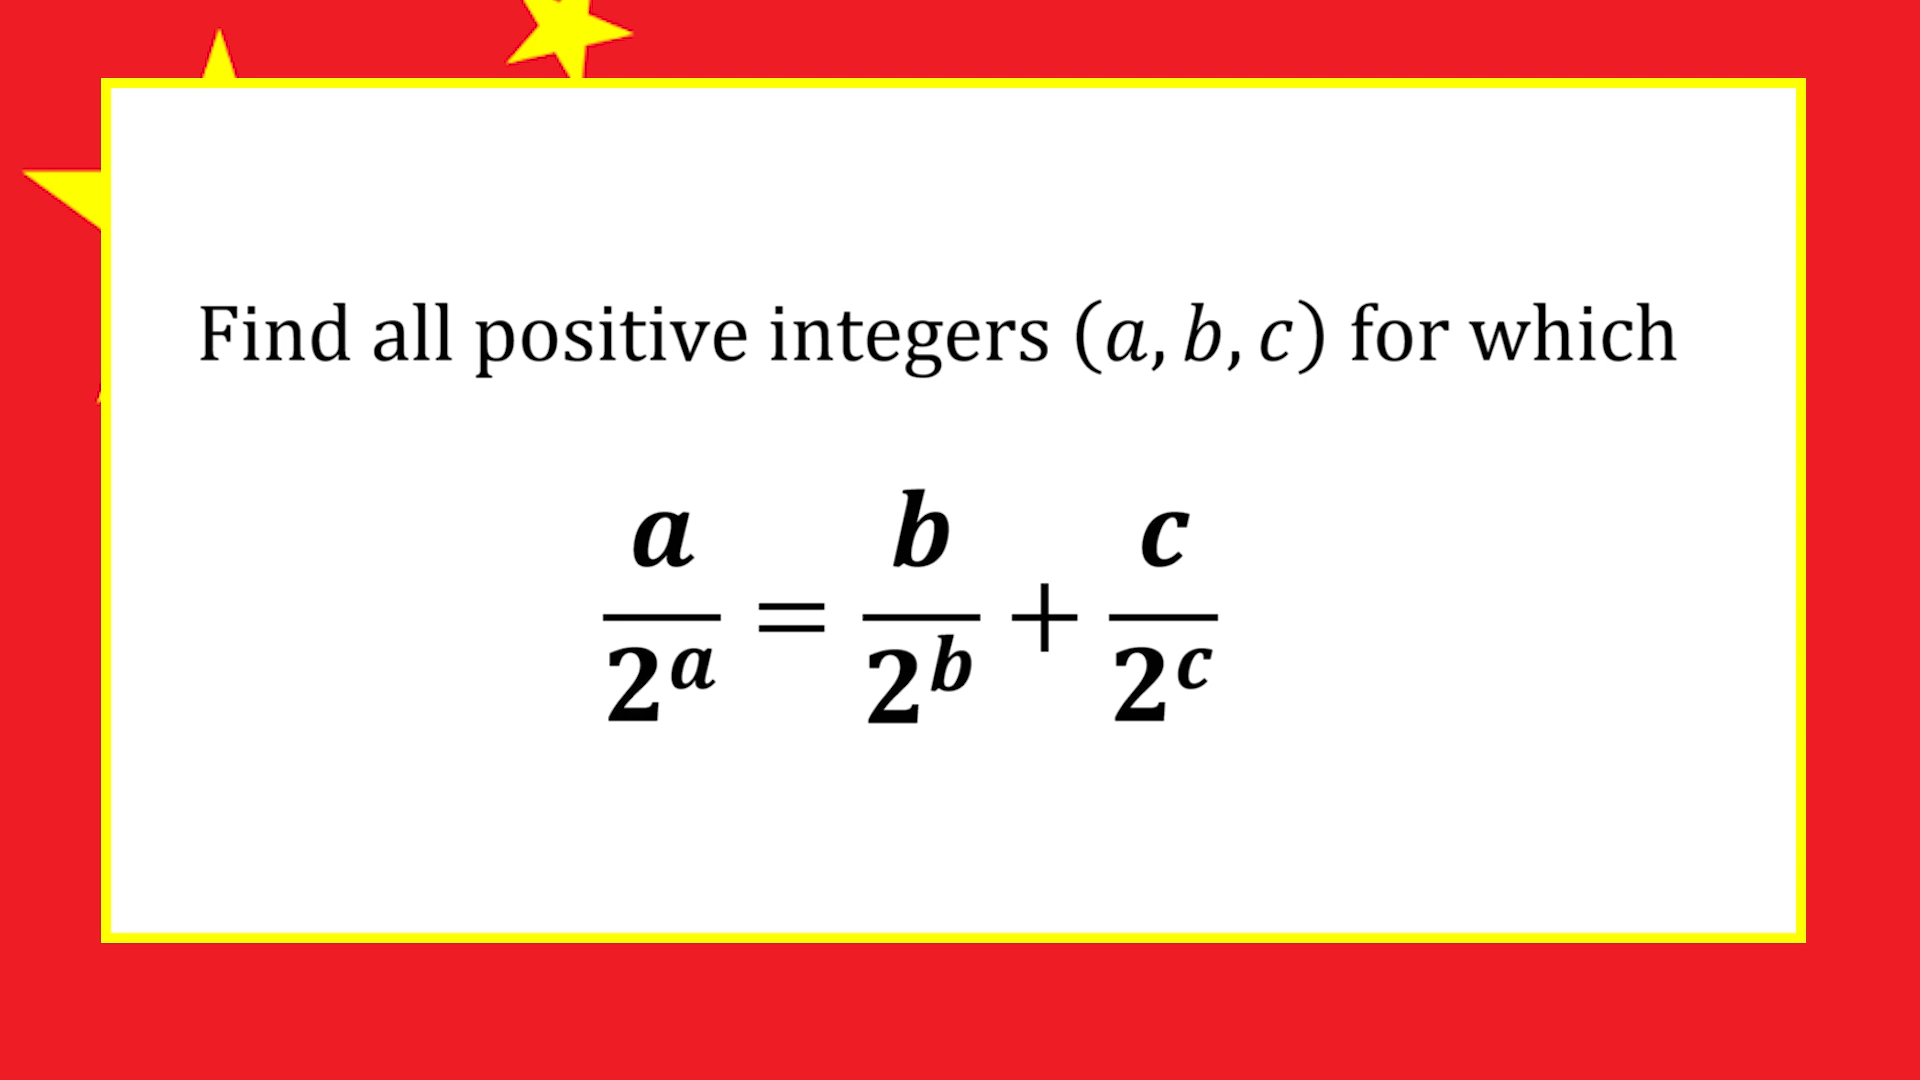 Find all positive integers (a, b, c) for which
a/2^a = b/2^b + c/2^c